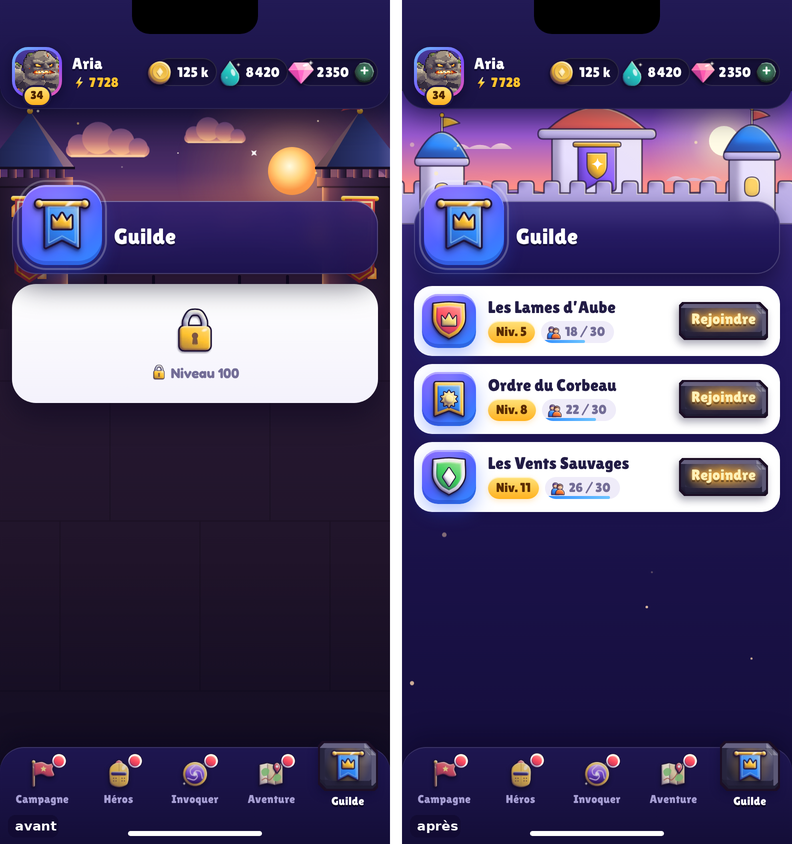 Aria
7728
34
125 k
8420
2350
+
Guilde
Niveau 100
Campagne
Héros
Invoquer
Aventure
Guilde
avant
Aria
7728
34
125 k
8420
2350
+
Guilde
Les Lames d'Aube
Niv. 5
18 / 30
Rejoindre
Ordre du Corbeau
Niv. 8
22 / 30
Rejoindre
Les Vents Sauvages
Niv. 11
26 / 30
Rejoindre
Campagne
Héros
Invoquer
Aventure
Guilde
après